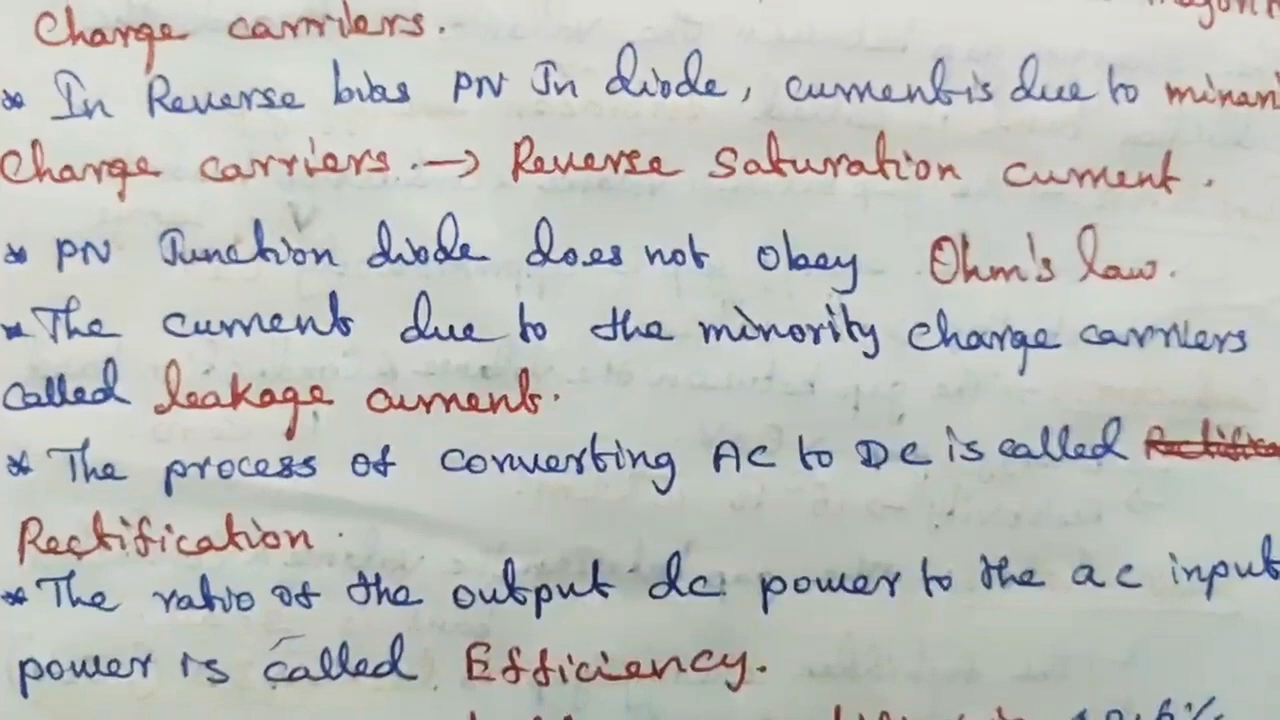 Charge carriers.
* In Reverse bias PN Jn diode, current is due to
Charge carriers. → Reverse Saturation current.
* PN Junction diode does not obey Ohm's law.
* The current due to the minority charge carriers
called leakage current.
* The process of converting AC to DC is called
Rectification.
* The ratio of the output dc power to the ac input
power is called Efficiency.